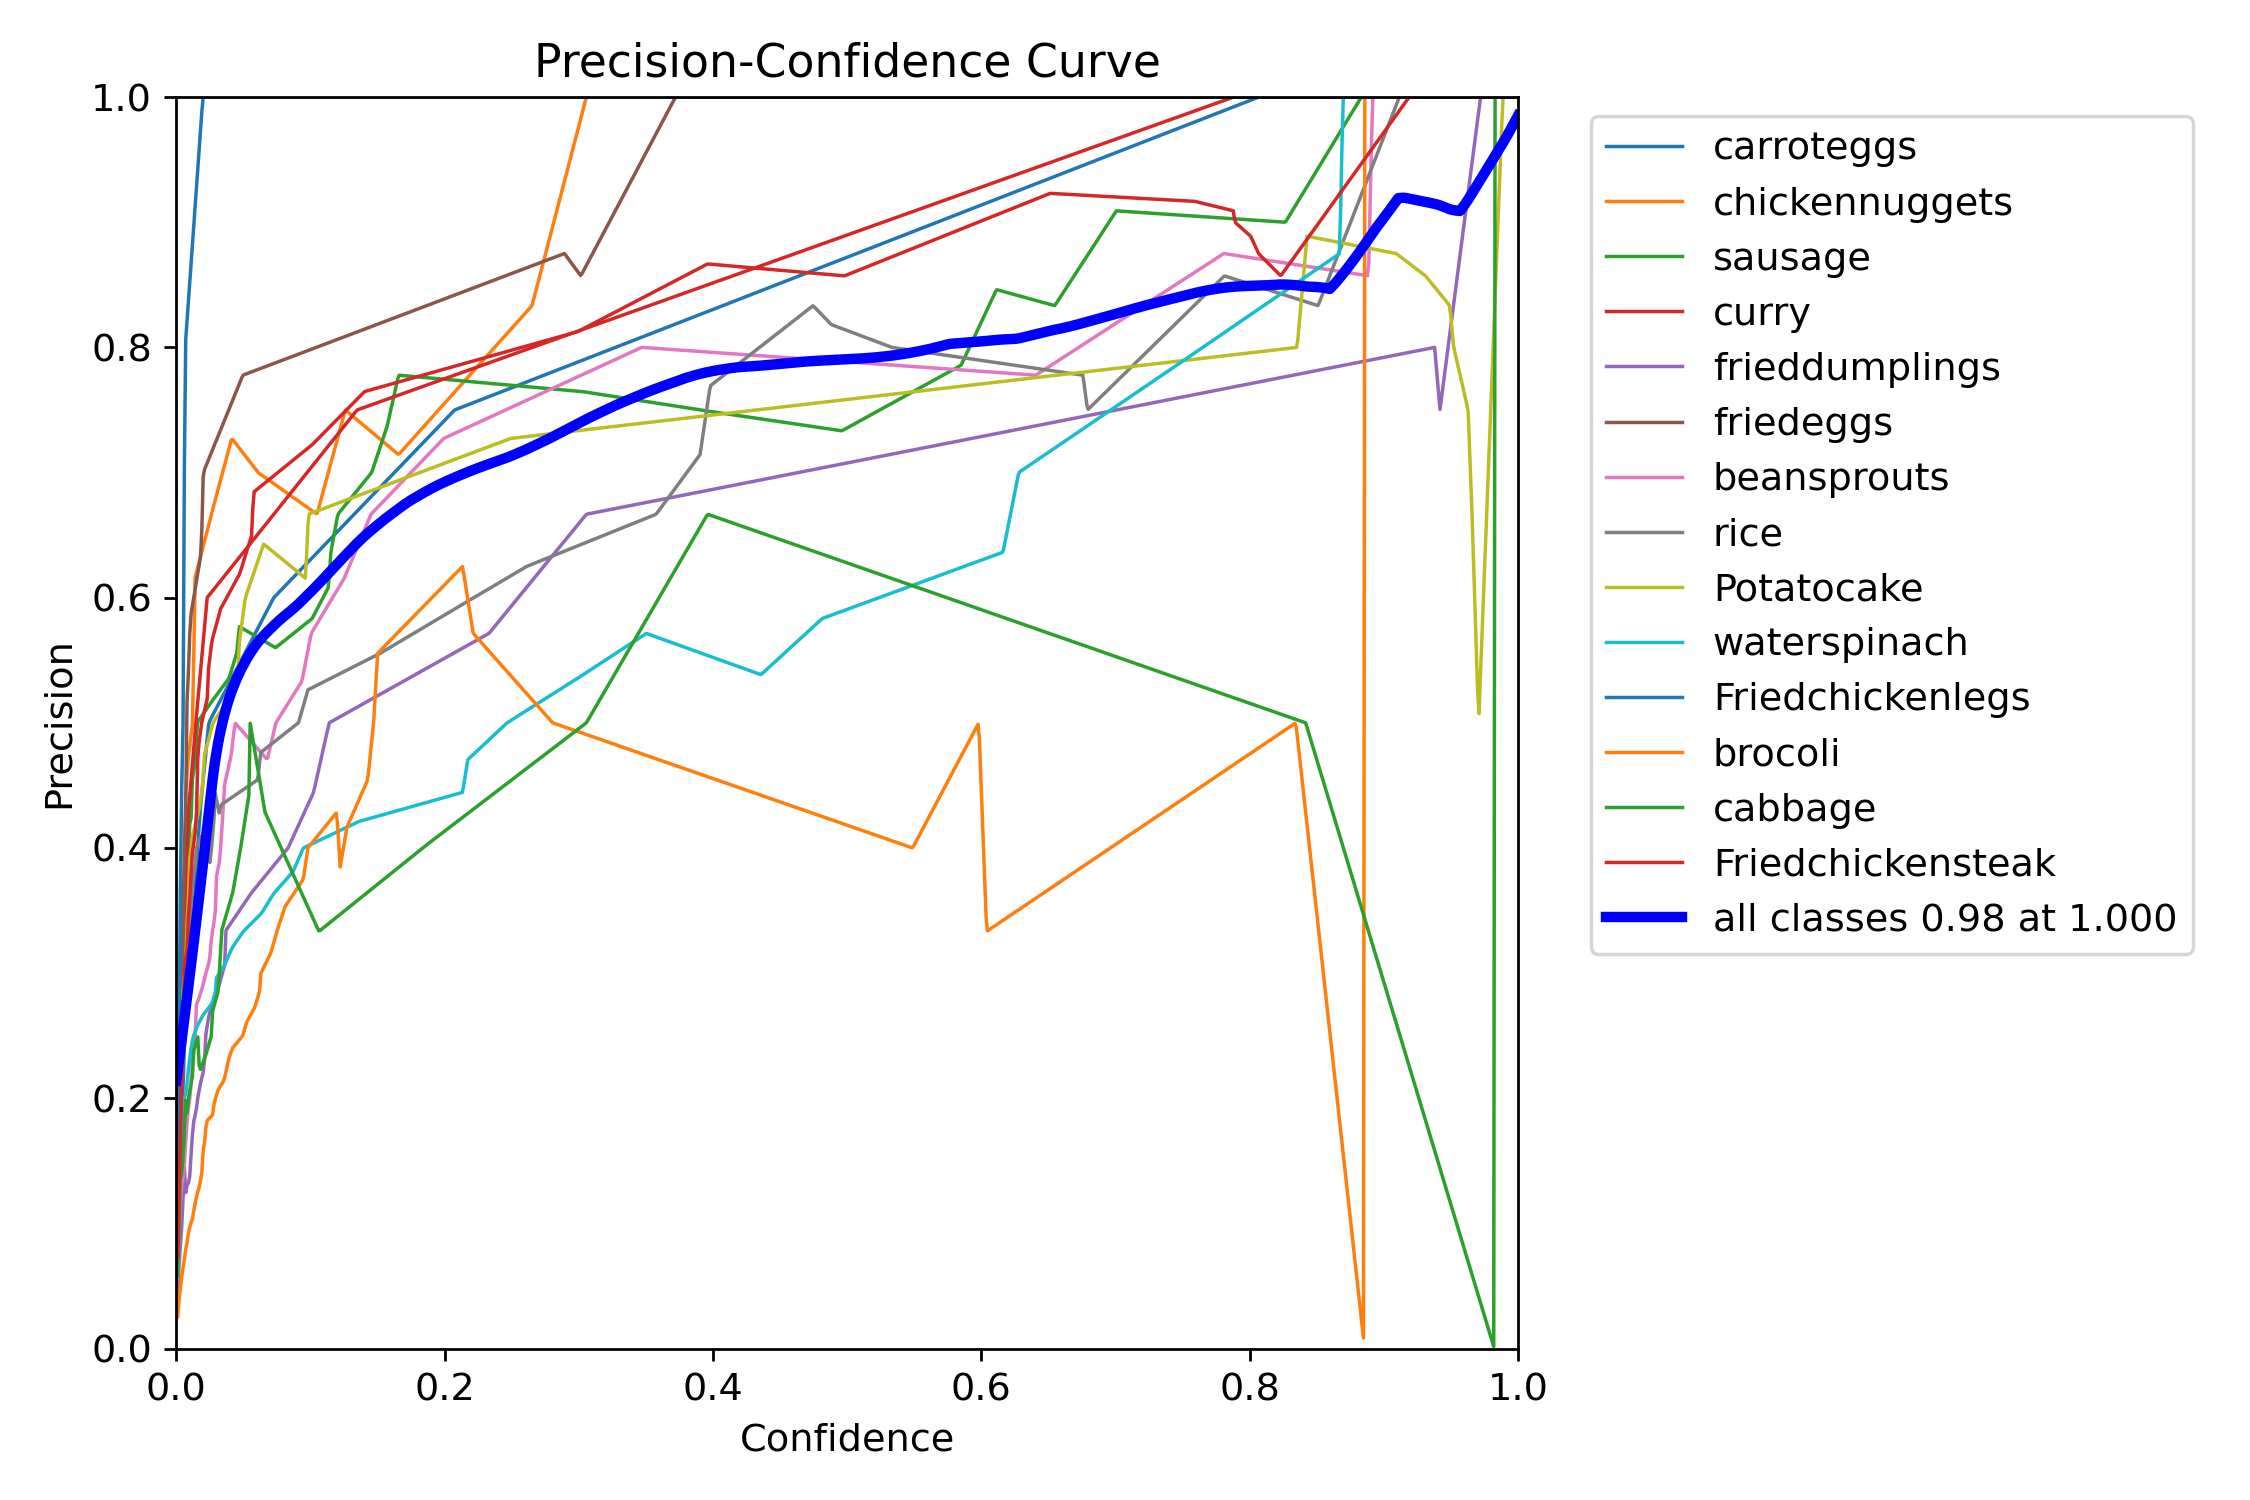 Precision-Confidence Curve
1.0
0.8
0.6
0.4
0.2
0.0
Precision
0.0 0.2 0.4 0.6 0.8 1.0
Confidence
carroteggs
chickennuggets
sausage
curry
frieddumplings
friedeggs
beansprouts
rice
Potatocake
waterspinach
Friedchickenlegs
brocoli
cabbage
Friedchickensteak
all classes 0.98 at 1.000